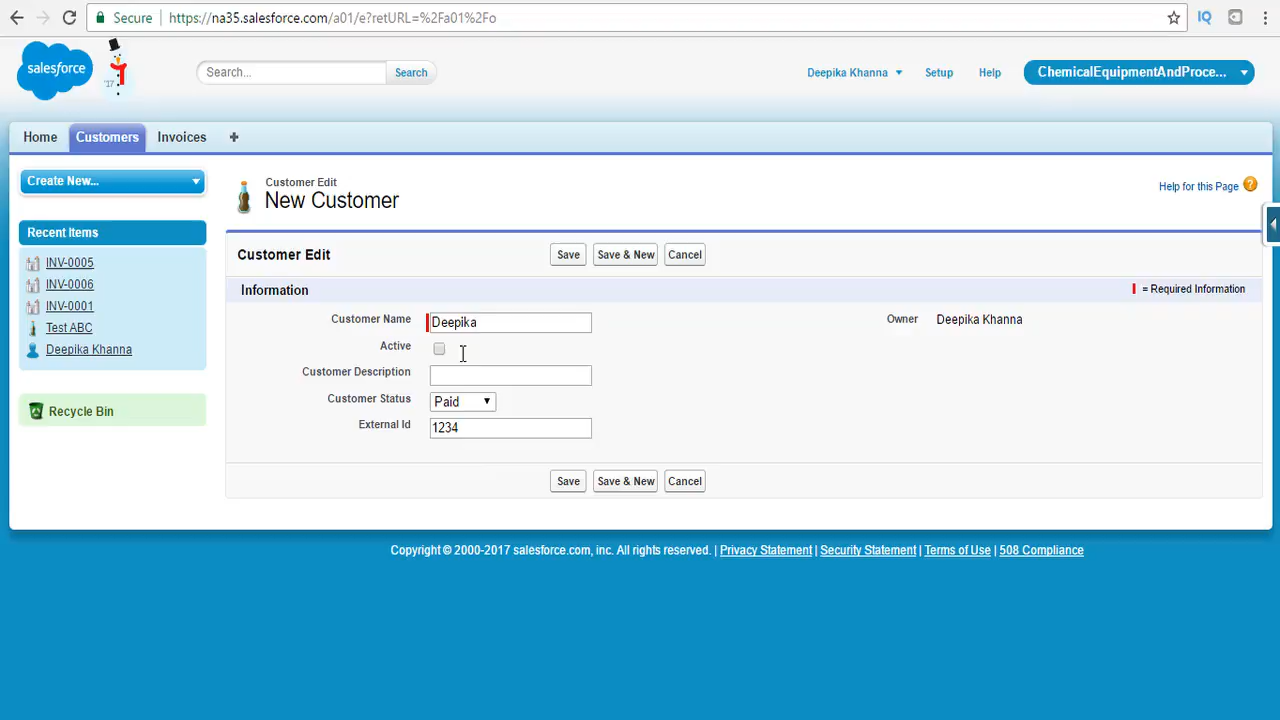 Secure https://na35.salesforce.com/a01/e?retURL=%2Fa01%2Fo
salesforce '17 Search... Search Deepika Khanna Setup Help ChemicalEquipmentAndProce...
Home Customers Invoices
Create New...
Recent Items
INV-0005
INV-0006
INV-0001
Test ABC
Deepika Khanna
Recycle Bin
Customer Edit
New Customer
Help for this Page ?
Customer Edit Save Save & New Cancel
Information = Required Information
Customer Name Deepika Owner Deepika Khanna
Active
Customer Description
Customer Status Paid
External Id 1234
Save Save & New Cancel
Copyright © 2000-2017 salesforce.com, inc. All rights reserved. | Privacy Statement | Security Statement | Terms of Use | 508 Compliance